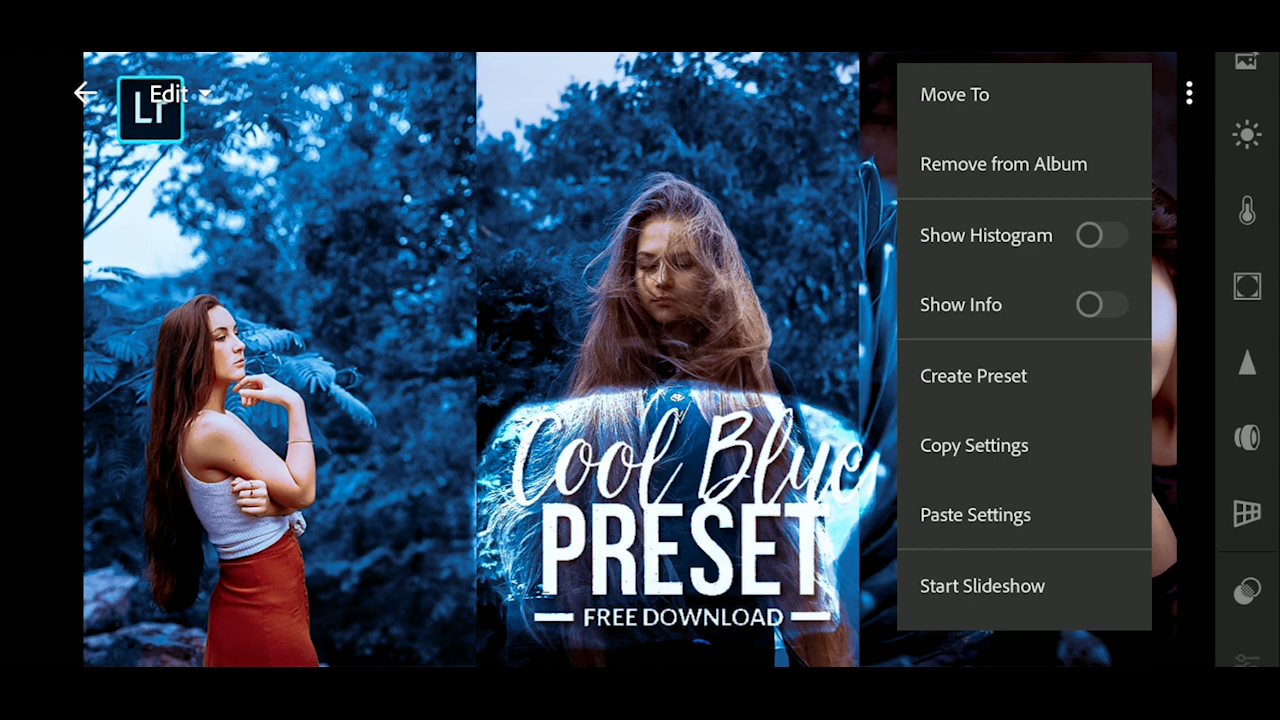 Edit
Lr
Move To
Remove from Album
Show Histogram
Show Info
Create Preset
Copy Settings
Paste Settings
Start Slideshow
Cool Blue
PRESET
FREE DOWNLOAD